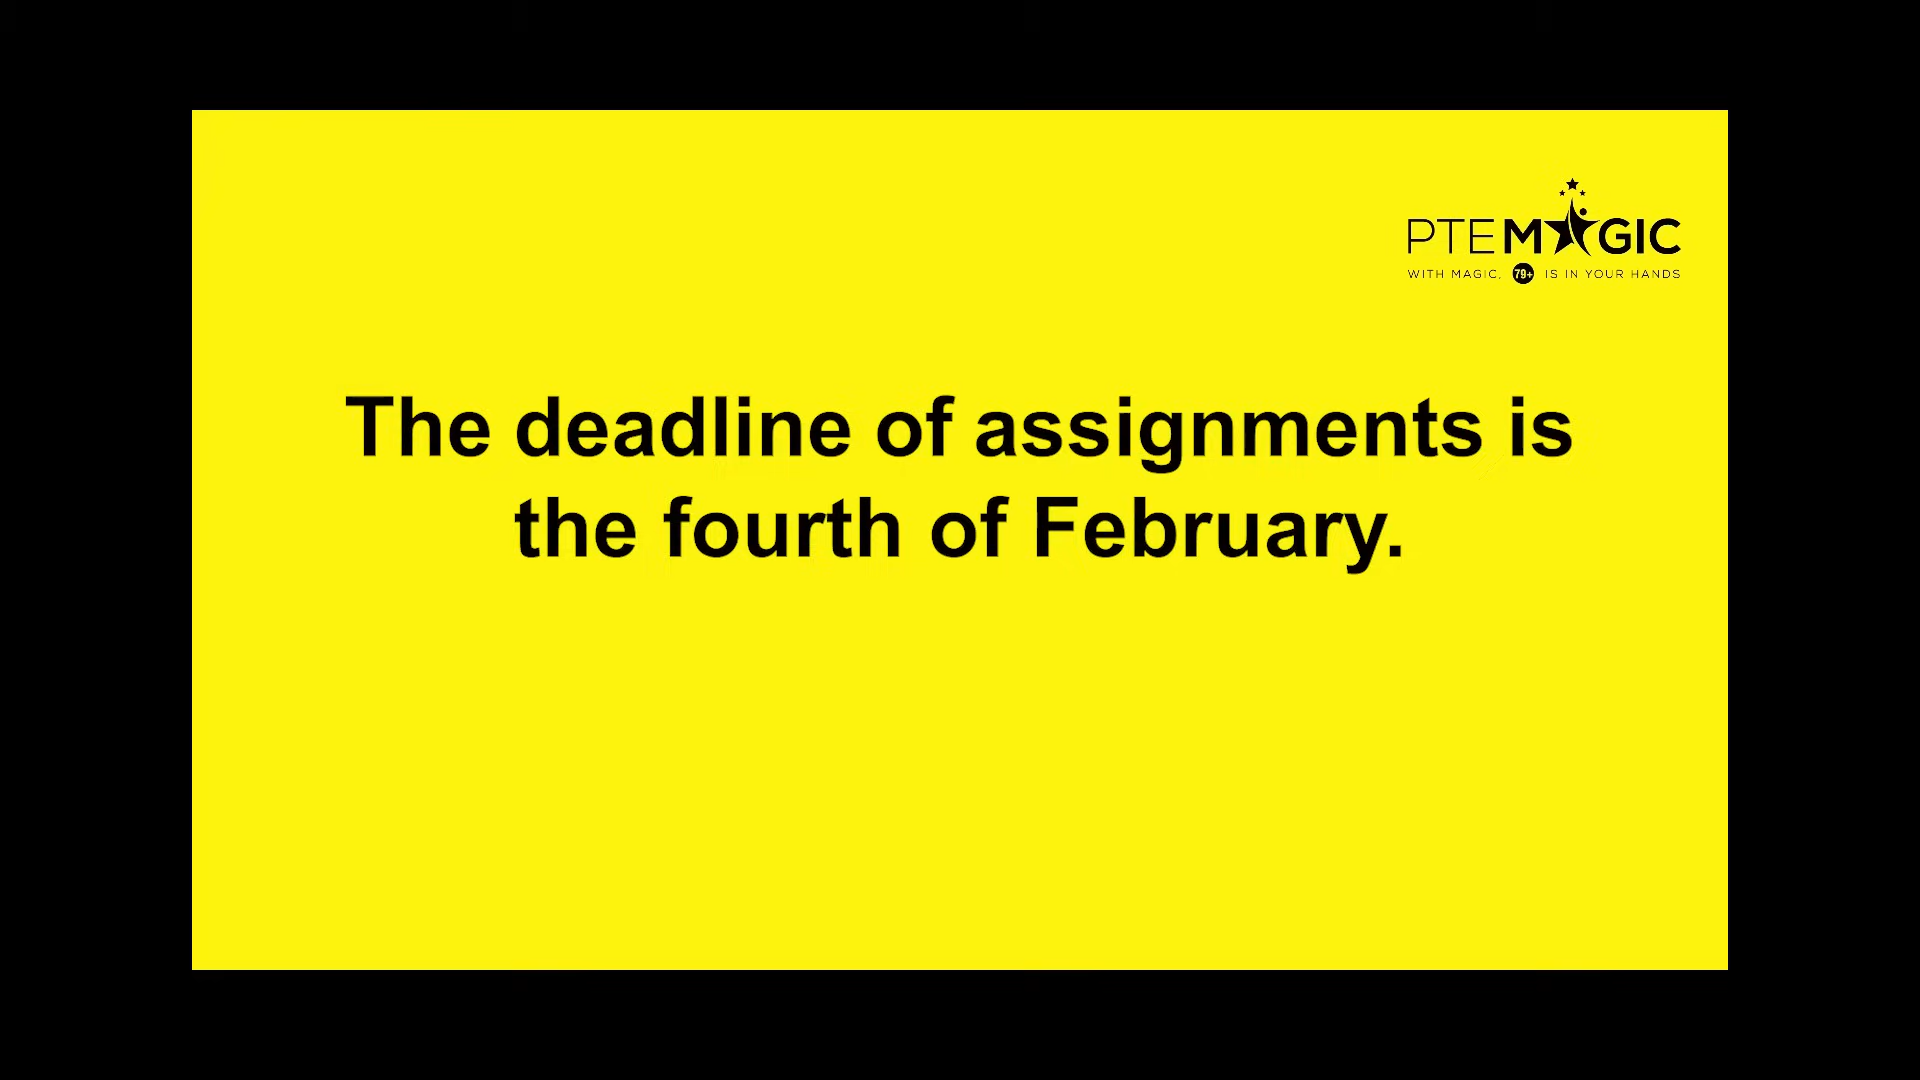 PTEMAGIC
WITH MAGIC, 79+ IS IN YOUR HANDS
The deadline of assignments is
the fourth of February.